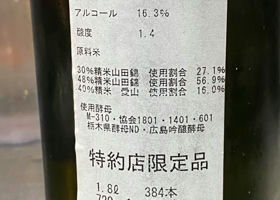 アルコール 16.3%
酸度 1.4
原料米
30%精米山田錦 使用割合 27.1%
48%精米山田錦 使用割合 56.9%
40%精米 愛山 使用割合 16.0%
使用酵母
M-310・協会1801・1401・601
栃木県酵母ND・広島吟醸酵母
特約店限定品
1.8ℓ 384本